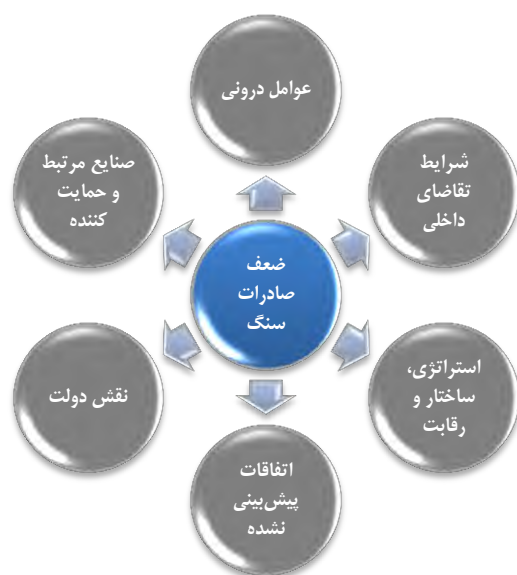 عوامل درونی
شرایط
تقاضای
داخلی
استراتژی،
ساختار و
رقابت
اتفاقات
پیش‌بینی
نشده
نقش دولت
صنایع مرتبط
و حمایت
کننده
ضعف
صادرات
سنگ